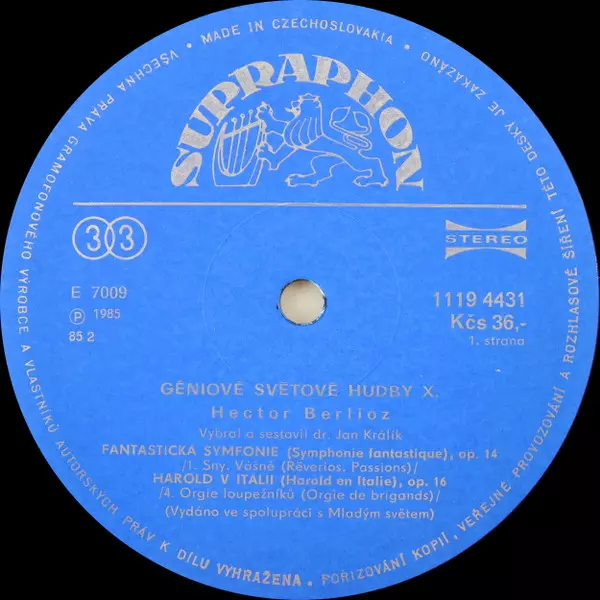 VŠECHNA PRÁVA GRAMOFONOVÉHO VÝROBCE A VLASTNÍKŮ AUTORSKÝCH PRÁV K DÍLU VYHRAŽENA. POŘIZOVÁNÍ KOPIÍ, VEŘEJNÉ PROVOZOVÁNÍ A ROZHLASOVÉ ŠÍŘENÍ TÉTO DESKY JE ZAKÁZÁNO
• MADE IN CZECHOSLOVAKIA •
SUPRAPHON
33
STEREO
E 7009
Ⓟ 1985
85 2
1119 4431
Kčs 36,-
1. strana
GÉNIOVÉ SVĚTOVÉ HUDBY X.
Hector Berlioz
Vybral a sestavil dr. Jan Králík
FANTASTICKÁ SYMFONIE (Symphonie fantastique), op. 14
/1. Sny. Vášně (Rêverios. Passions)/
HAROLD V ITÁLII (Harold en Italie), op. 16
/4. Orgie loupežníků (Orgie de brigands)/
(Vydáno ve spolupráci s Mladým světem)